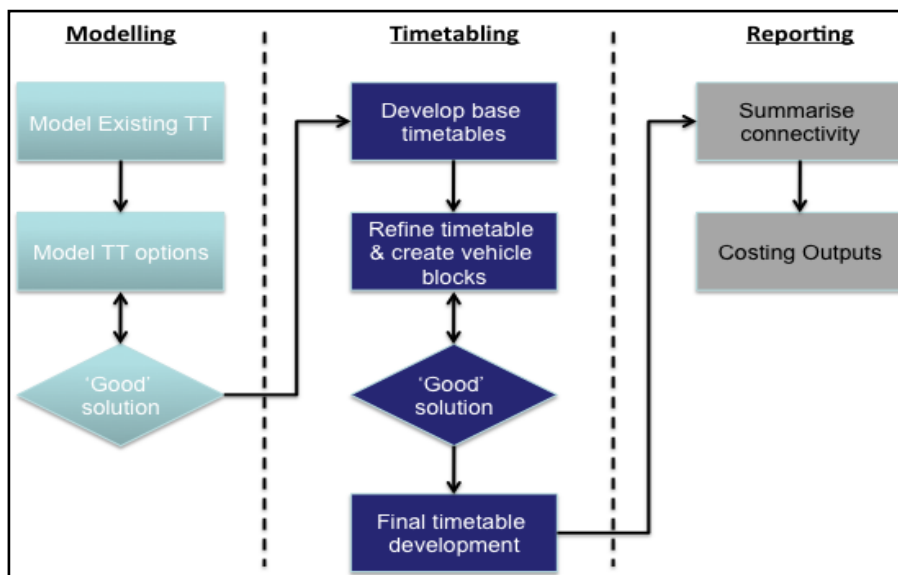 Modelling
Model Existing TT
Model TT options
‘Good’
solution
Timetabling
Develop base
timetables
Refine timetable
& create vehicle
blocks
‘Good’
solution
Final timetable
development
Reporting
Summarise
connectivity
Costing Outputs